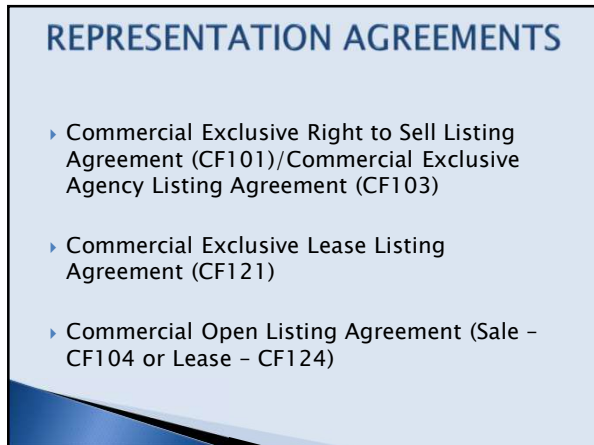 REPRESENTATION AGREEMENTS
Commercial Exclusive Right to Sell Listing
Agreement (CF101)/Commercial Exclusive
Agency Listing Agreement (CF103)
Commercial Exclusive Lease Listing
Agreement (CF121)
Commercial Open Listing Agreement (Sale –
CF104 or Lease – CF124)